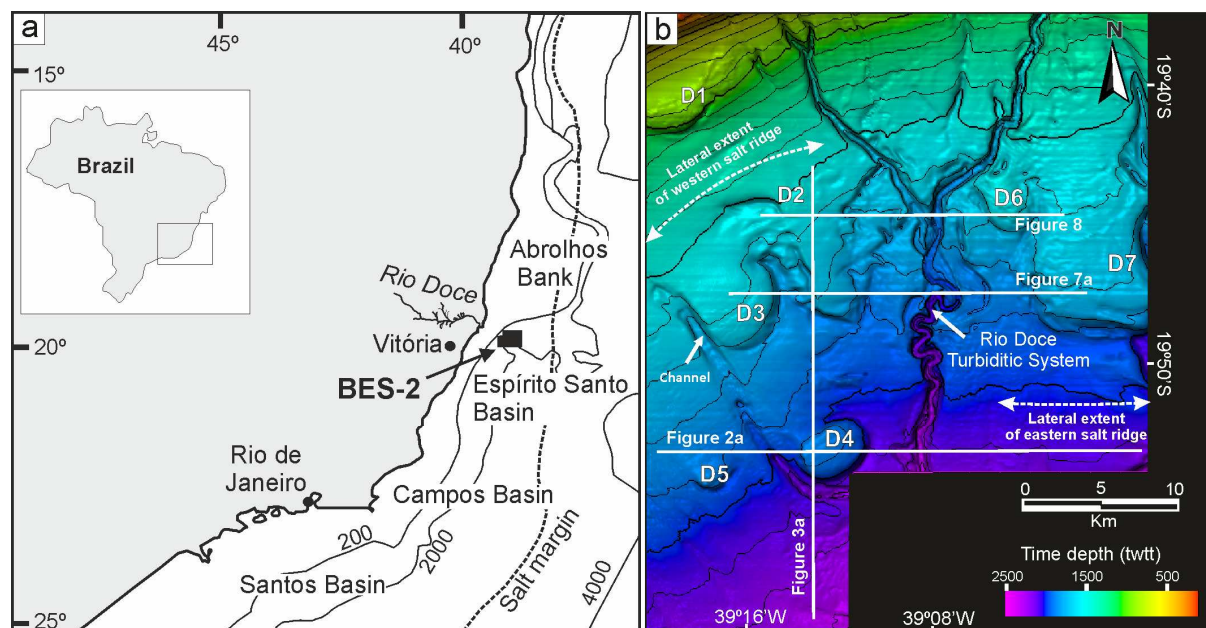 a
45º
40º
15º
Brazil
Abrolhos
Bank
Rio Doce
20º
Vitória
BES-2
Espírito Santo
Basin
Rio de
Janeiro
Campos Basin
200
2000
Salt margin
4000
Santos Basin
25º
b
N
19º40'S
D1
Lateral extent
of western salt ridge
D2
D6
Figure 8
D7
Figure 7a
D3
Rio Doce
Turbiditic System
Channel
19º50'S
Lateral extent
of eastern salt ridge
Figure 2a
D4
D5
0 5 10
Km
Figure 3a
Time depth (twtt)
2500 1500 500
39º16'W
39º08'W